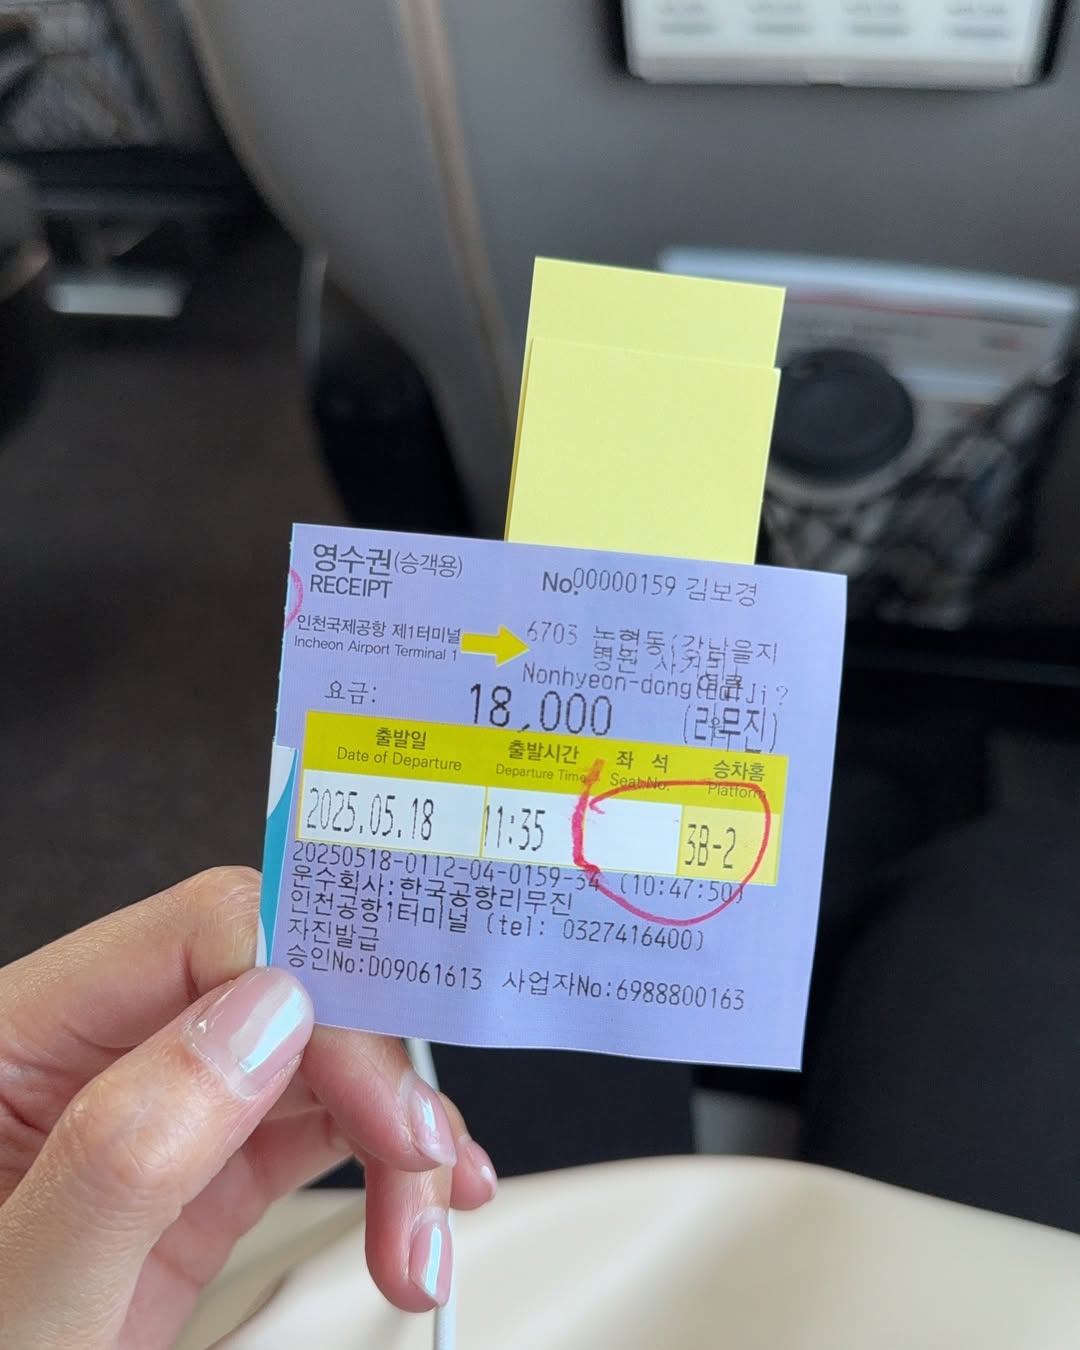 영수권(승객용)
RECEIPT
No.00000159 김보경
인천국제공항 제1터미널
Incheon Airport Terminal 1
6703 논현동(강남을지
병원 사거리)
Nonhyeon-dong
요금: 18,000
(리무진)
출발일 출발시간 좌 석 승차홈
Date of Departure Departure Time Seat No. Platform
2025.05.18 11:35 3B-2
20250518-0112-04-0159-34 (10:47:50)
운수회사:한국공항리무진
인천공항1터미널 (tel: 0327416400)
자진발급
승인No:D09061613 사업자No:6988800163